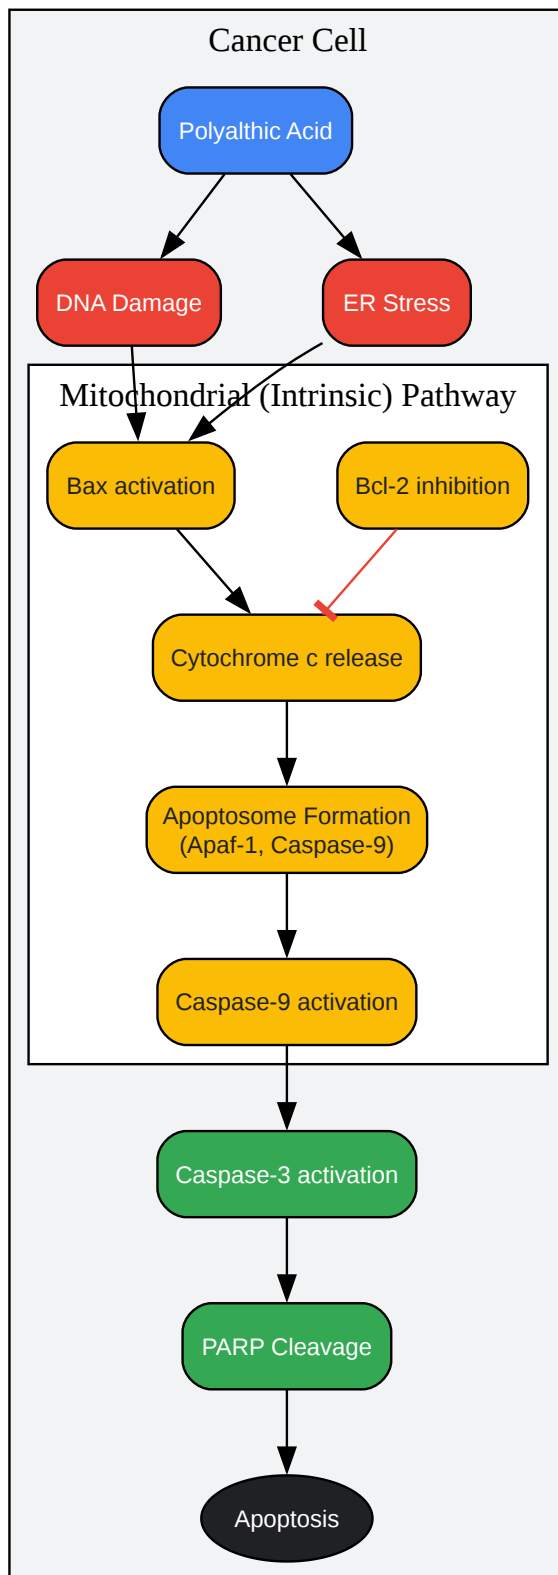 Cancer Cell
Polyalthic Acid
DNA Damage
ER Stress
Mitochondrial (Intrinsic) Pathway
Bax activation
Bcl-2 inhibition
Cytochrome c release
Apoptosome Formation
(Apaf-1, Caspase-9)
Caspase-9 activation
Caspase-3 activation
PARP Cleavage
Apoptosis